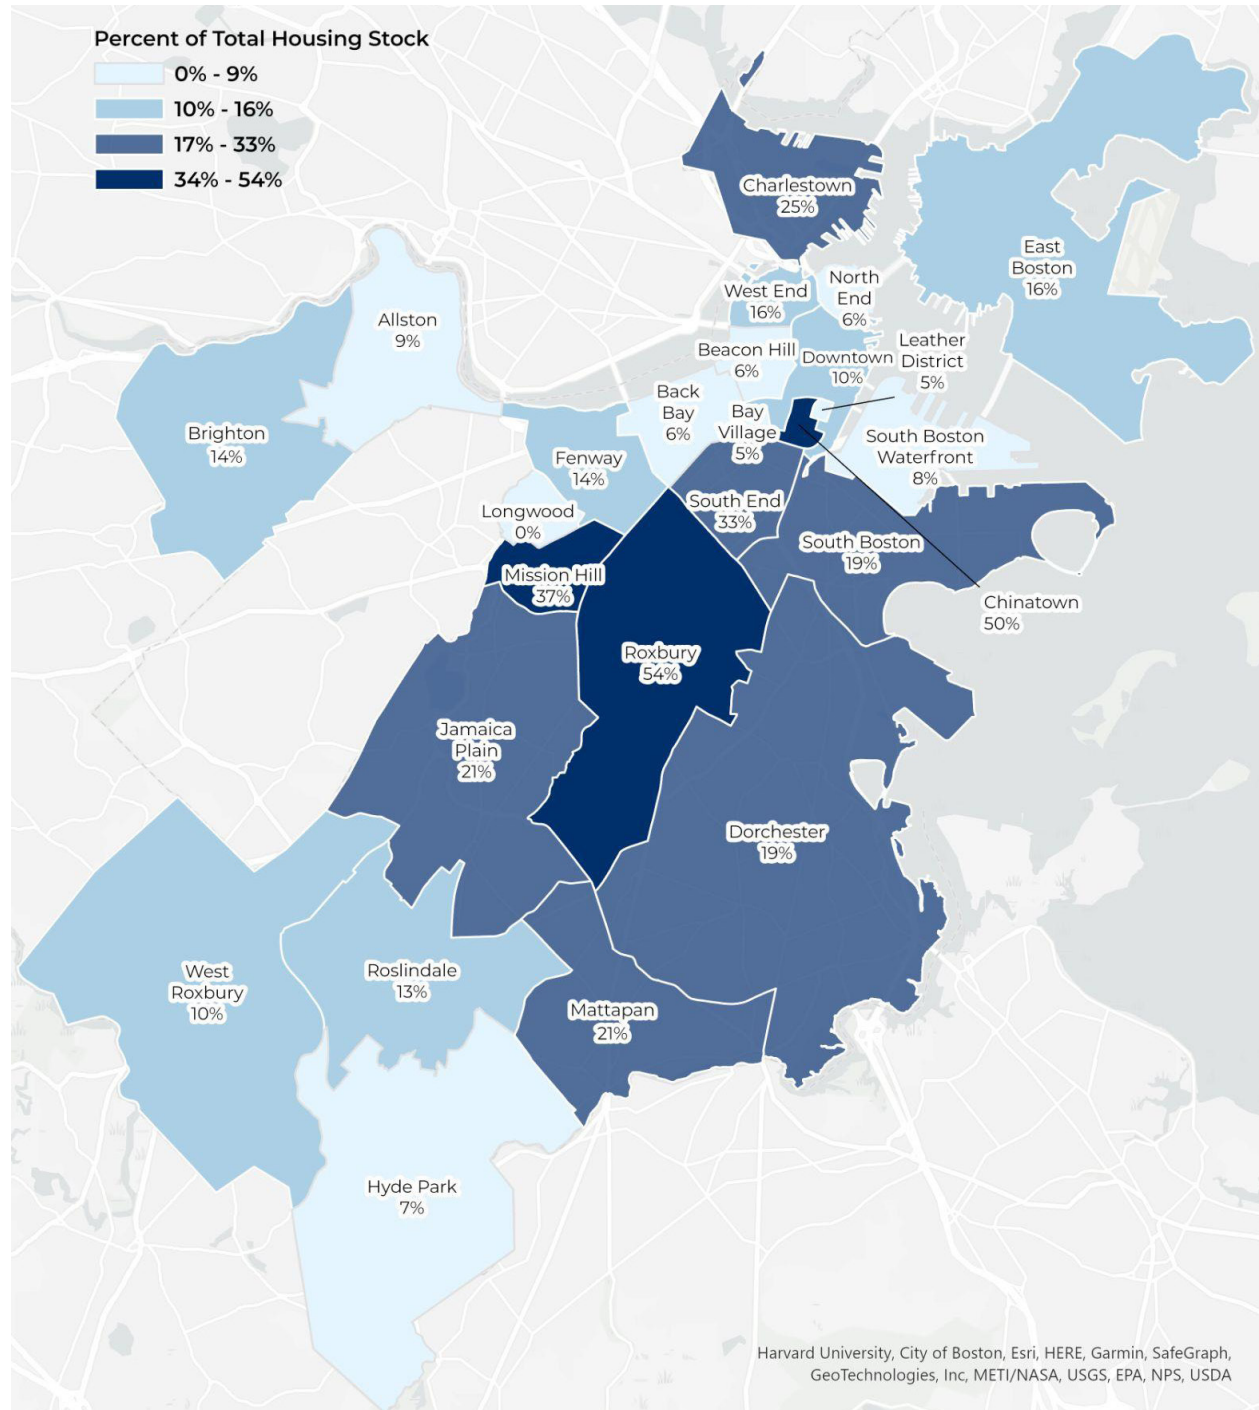 Percent of Total Housing Stock
0% - 9%
10% - 16%
17% - 33%
34% - 54%
Charlestown
25%
East
Boston
16%
West End
16%
North
End
6%
Allston
9%
Beacon Hill
6%
Downtown
10%
Leather
District
5%
Back
Bay
6%
Bay
Village
5%
Brighton
14%
Fenway
14%
South Boston
Waterfront
8%
Longwood
0%
South End
33%
South Boston
19%
Mission Hill
37%
Chinatown
50%
Roxbury
54%
Jamaica
Plain
21%
Dorchester
19%
West
Roxbury
10%
Roslindale
13%
Mattapan
21%
Hyde Park
7%
Harvard University, City of Boston, Esri, HERE, Garmin, SafeGraph,
GeoTechnologies, Inc, METI/NASA, USGS, EPA, NPS, USDA